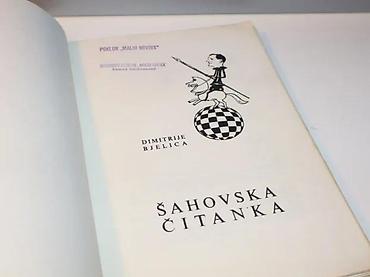 POKLON „MALIH NOVINA"
DIMITRIJE
BJELICA
ŠAHOVSKA
ČITANKA